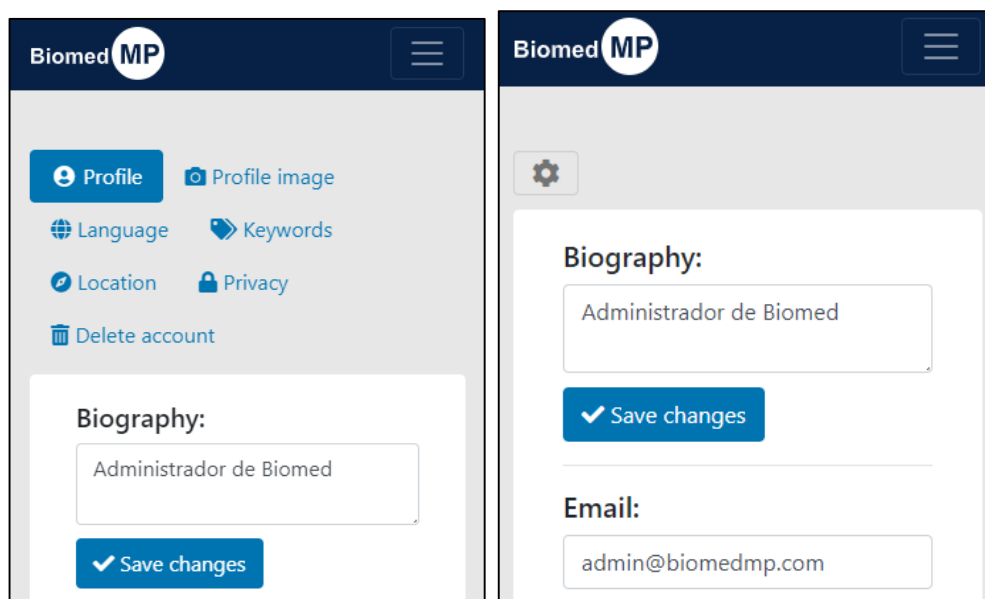 Biomed MP
Profile Profile image
Language Keywords
Location Privacy
Delete account
Biography:
Administrador de Biomed
Save changes
Biomed MP
Biography:
Administrador de Biomed
Save changes
Email:
admin@biomedmp.com